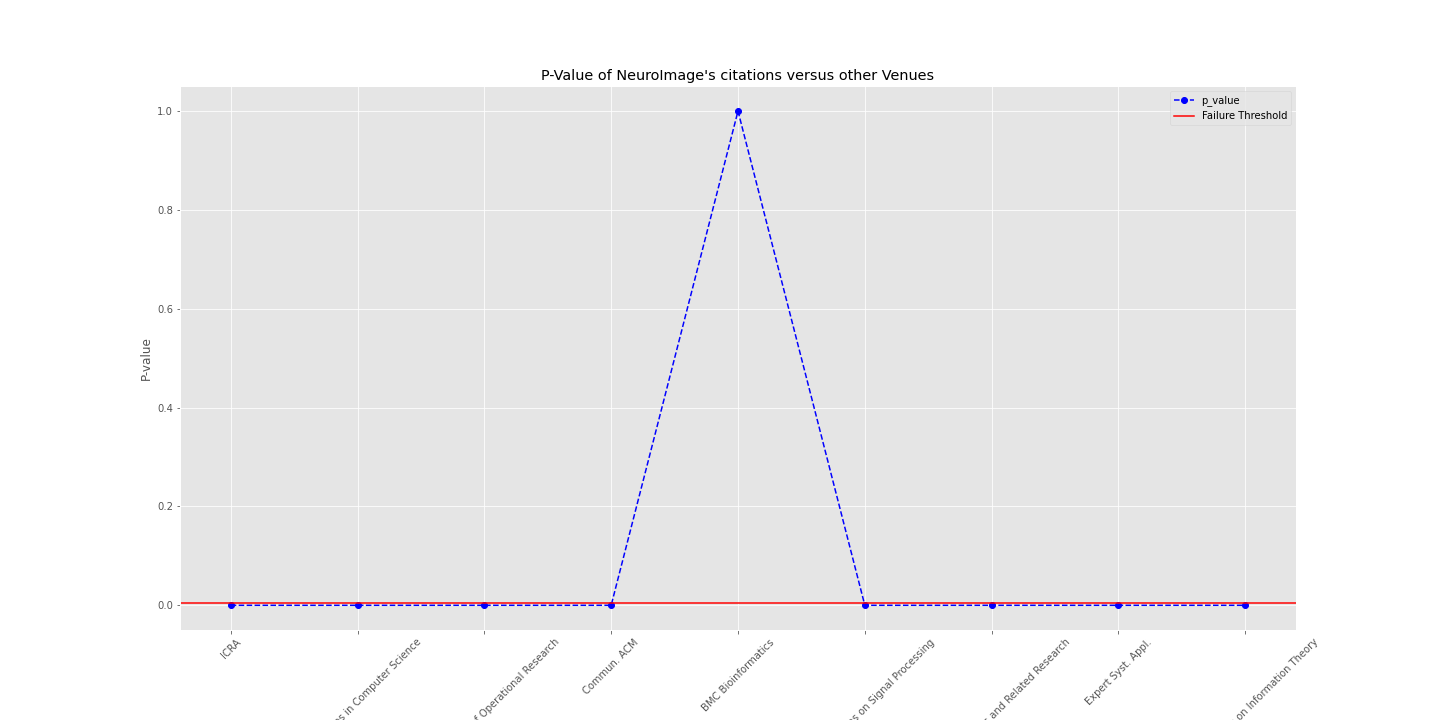 P-Value of NeuroImage's citations versus other Venues
p_value
Failure Threshold
1.0
0.8
0.6
0.4
0.2
0.0
P-value
ICRA
in Computer Science
Operational Research
Commun. ACM
BMC Bioinformatics
on Signal Processing
and Related Research
Expert Syst. Appl.
on Information Theory